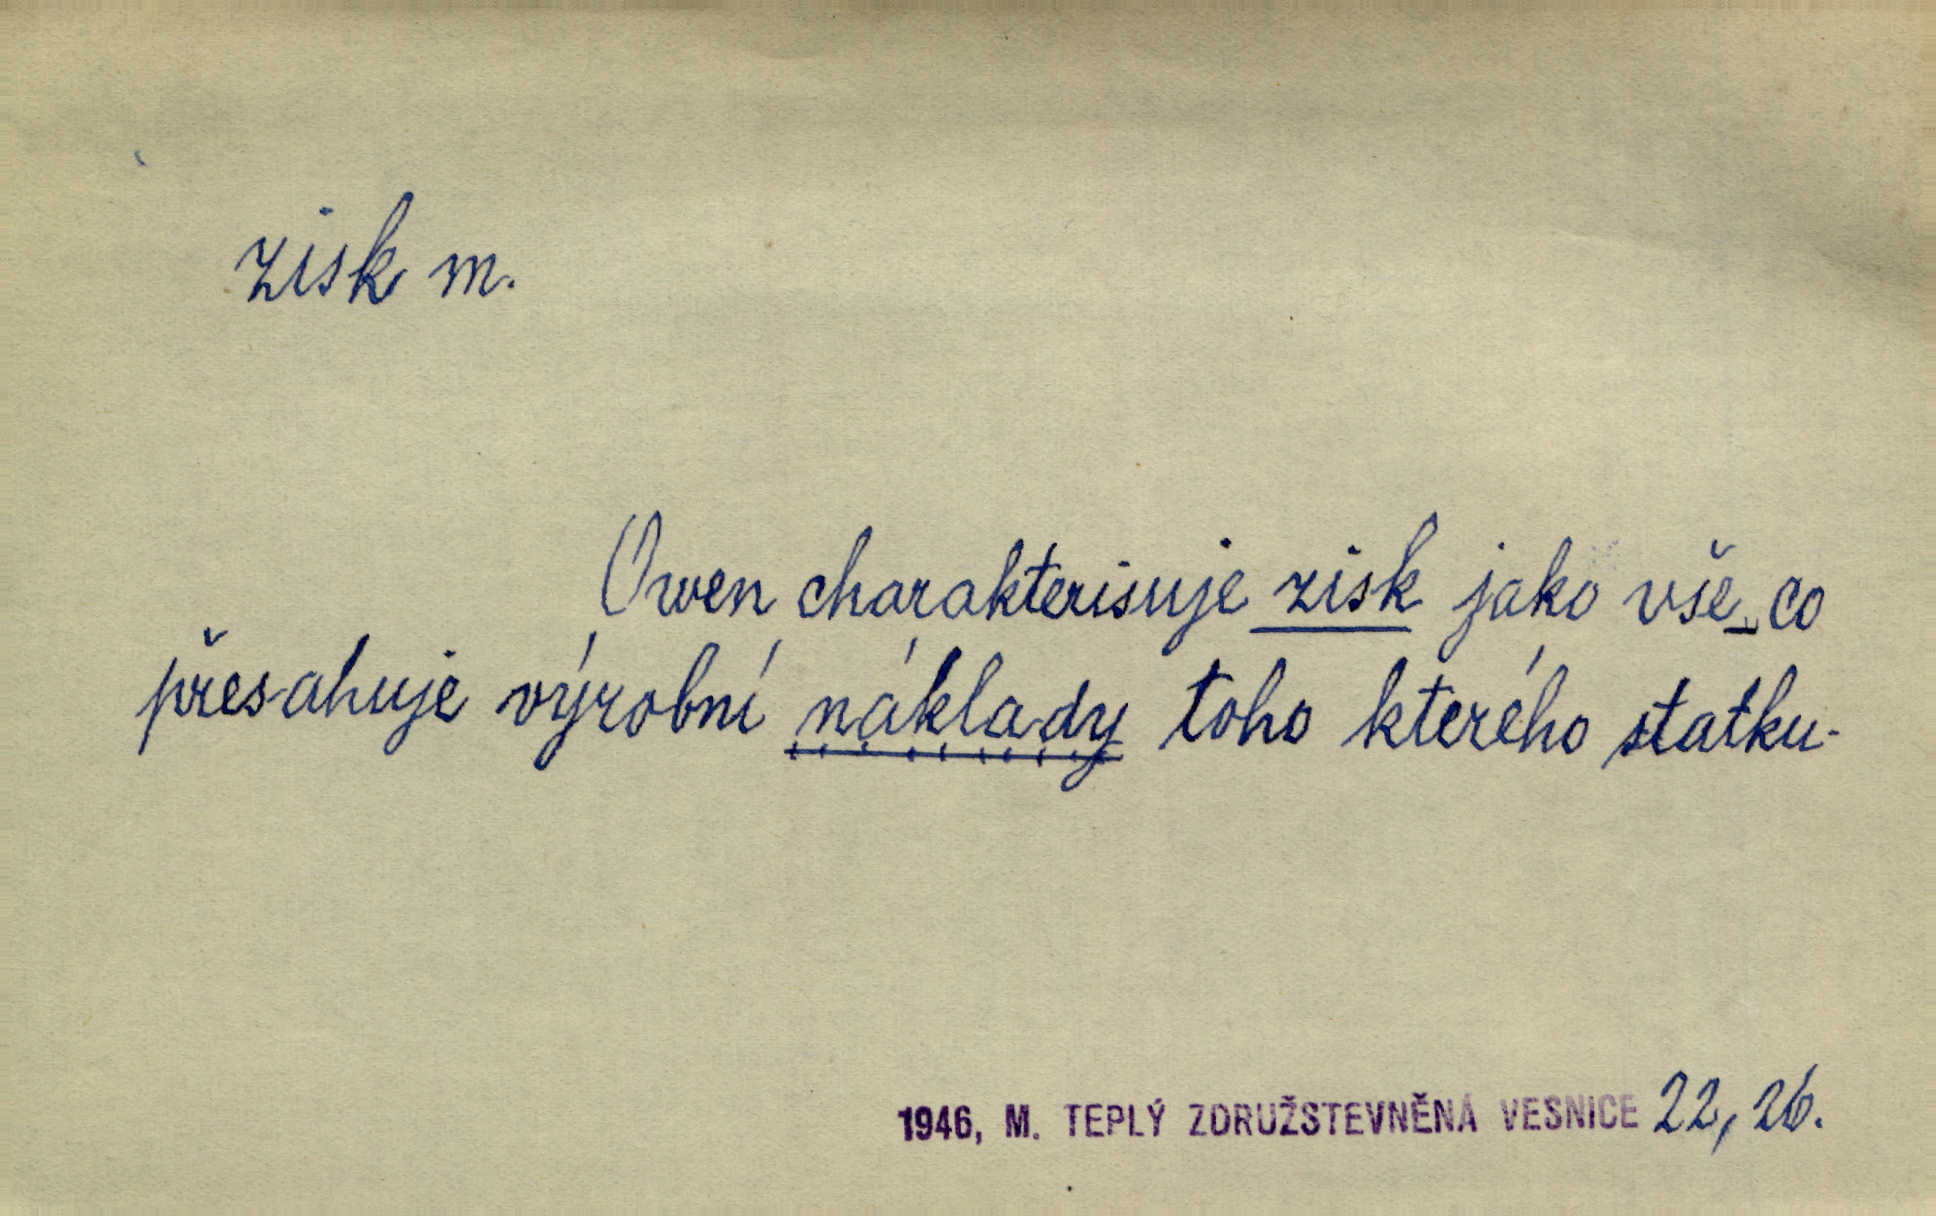 zisk m.
Owen charakterisuje zisk jako vše co
přesahuje výrobní náklady toho kterého statku.
1946, M. TEPLÝ ZDRUŽSTEVNĚNÁ VESNICE 22, 26.